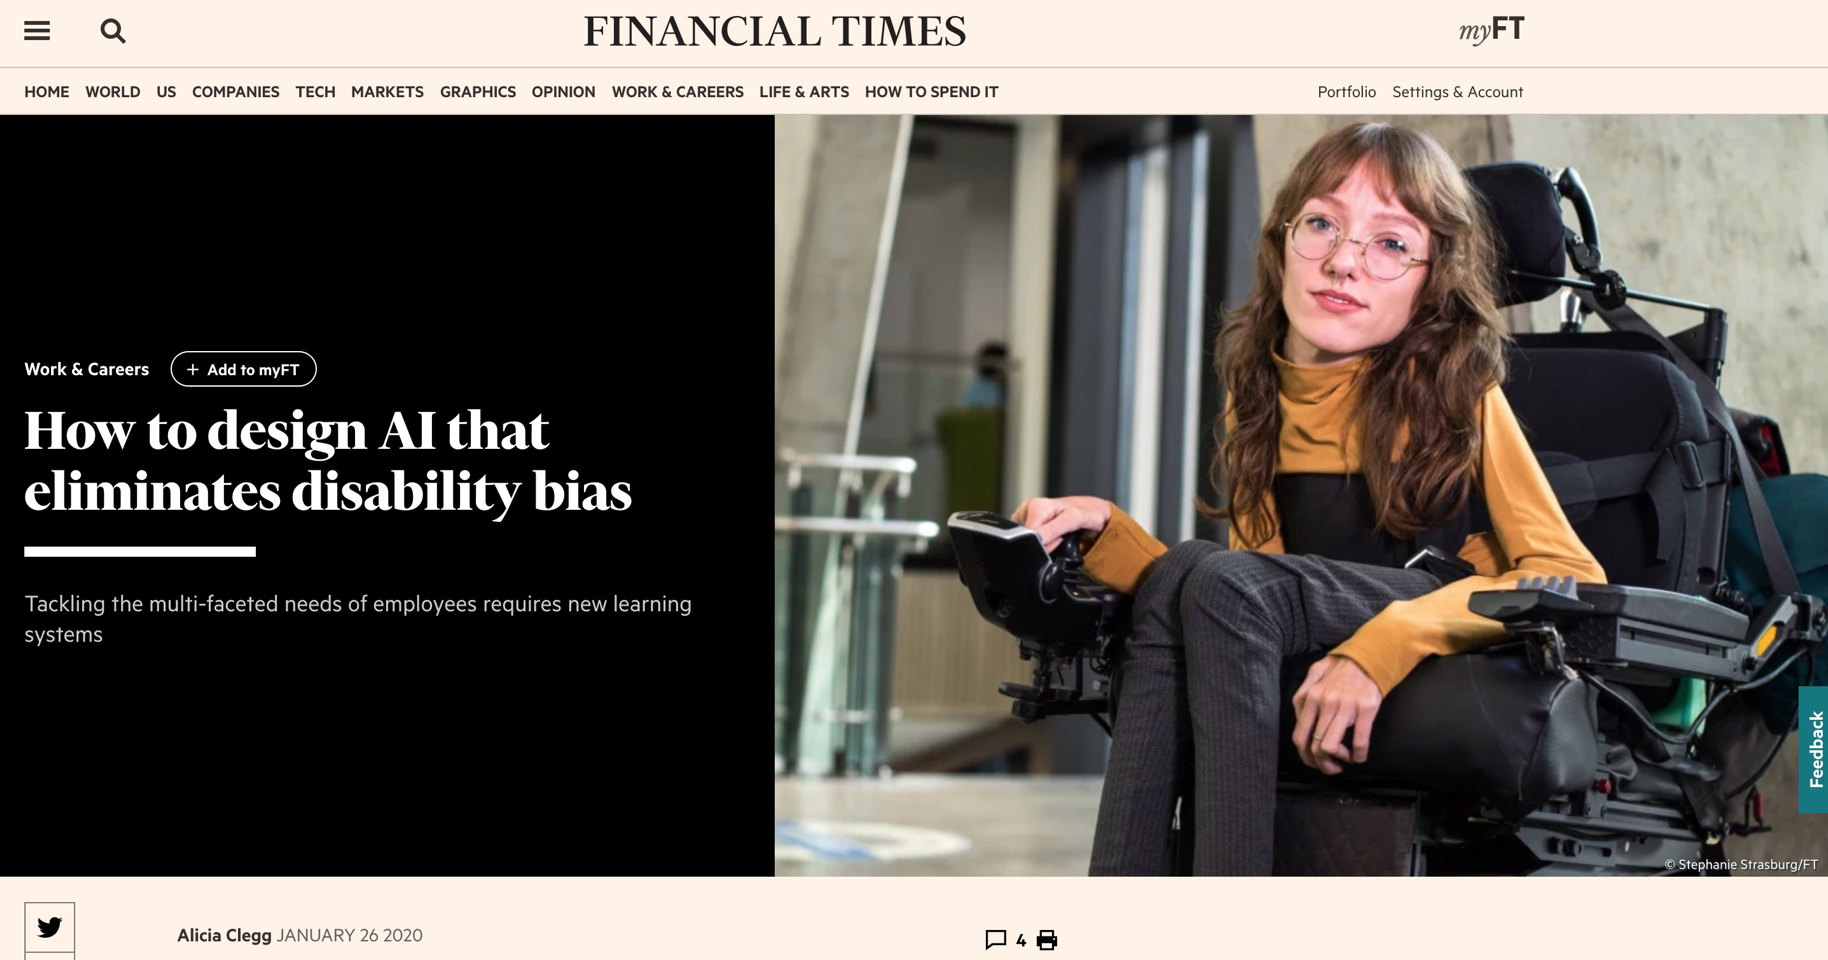 FINANCIAL TIMES
myFT
HOME WORLD US COMPANIES TECH MARKETS GRAPHICS OPINION WORK & CAREERS LIFE & ARTS HOW TO SPEND IT
Portfolio Settings & Account
Work & Careers
+ Add to myFT
How to design AI that
eliminates disability bias
Tackling the multi-faceted needs of employees requires new learning
systems
Feedback
© Stephanie Strasburg/FT
Alicia Clegg JANUARY 26 2020
4